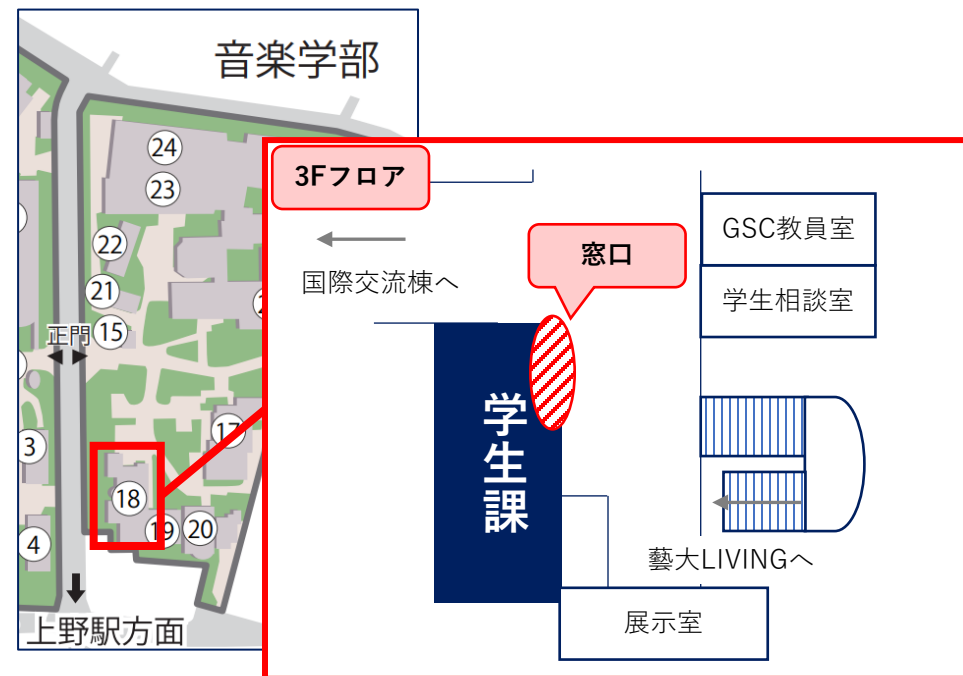 音楽学部
24
23
22
21
正門
15
3
17
18
19
20
4
上野駅方面
3Fフロア
国際交流棟へ
窓口
GSC教員室
学生相談室
学生課
藝大LIVINGへ
展示室